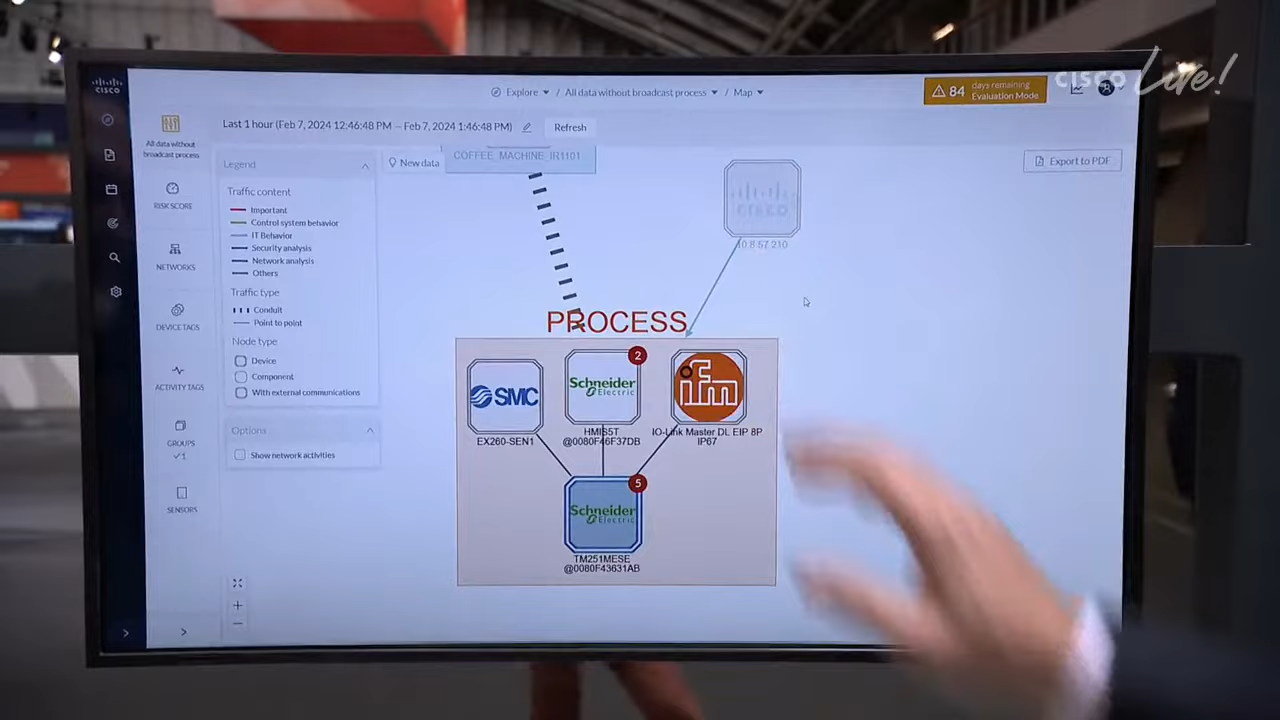 CISCO Live!
CISCO
Explore / All data without broadcast process / Map
84 days remaining
Evaluation Mode
All data without
broadcast process
Last 1 hour (Feb 7, 2024 12:46:48 PM — Feb 7, 2024 1:46:48 PM)
Refresh
New data
COFFEE_MACHINE_IR1101
Export to PDF
RISK SCORE
NETWORKS
DEVICE TAGS
ACTIVITY TAGS
GROUPS
✓1
SENSORS
Legend
Traffic content
Important
Control system behavior
IT Behavior
Security analysis
Network analysis
Others
Traffic type
Conduit
Point to point
Node type
Device
Component
With external communications
Options
Show network activities
CISCO
10.8.57.210
PROCESS
SMC
EX260-SEN1
2
Schneider
Electric
HMIS5T
@0080F46F37DB
ifm
IO-Link Master DL EIP 8P
IP67
5
Schneider
Electric
TM251MESE
@0080F43631AB